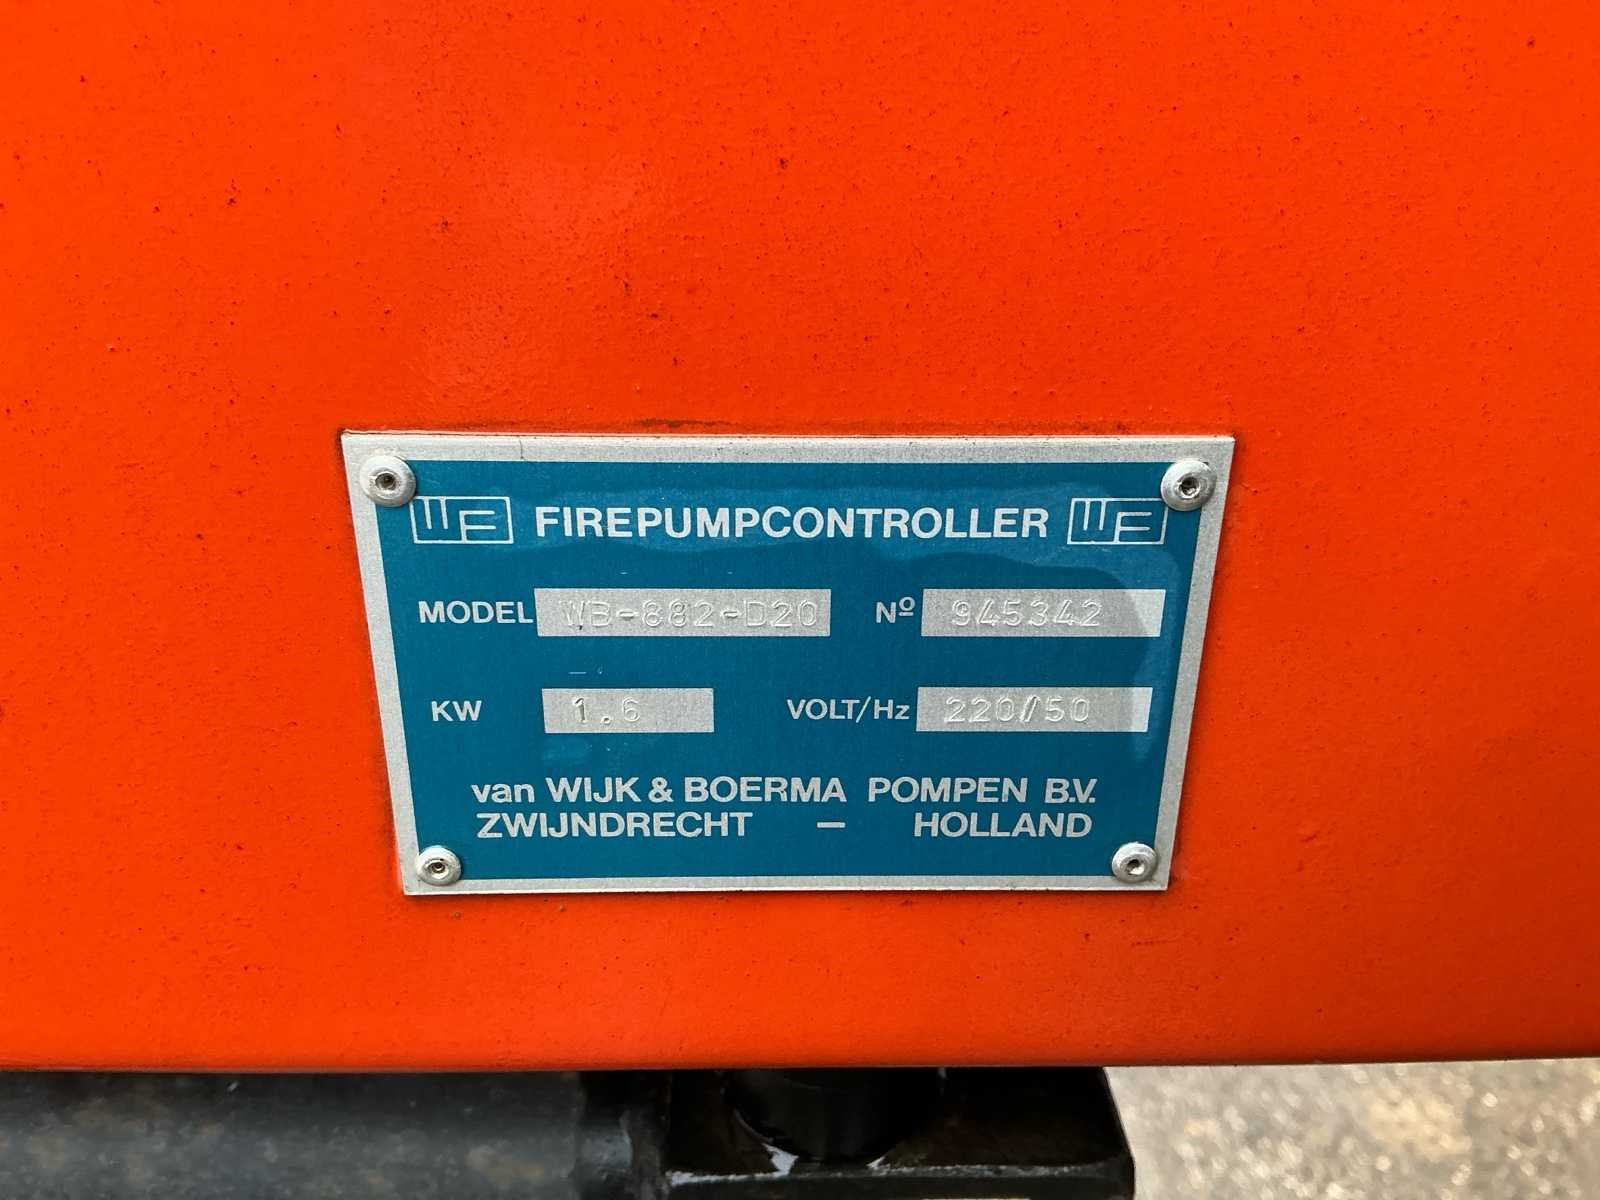 WB FIREPUMPCONTROLLER WB
MODEL WB-882-D20 Nº 945342
KW 1.6 VOLT/Hz 220/50
van WIJK & BOERMA POMPEN B.V.
ZWIJNDRECHT – HOLLAND